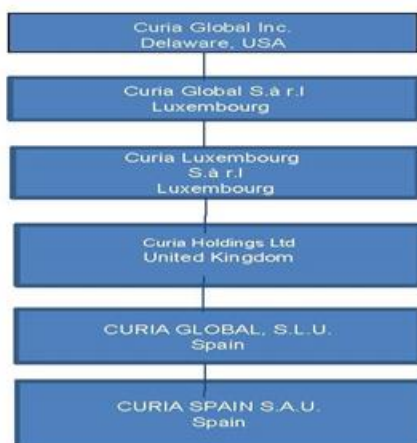 Curia Global Inc.
Delaware, USA
Curia Global S.à r.l
Luxembourg
Curia Luxembourg
S.à r.l
Luxembourg
Curia Holdings Ltd
United Kingdom
CURIA GLOBAL, S.L.U.
Spain
CURIA SPAIN S.A.U.
Spain